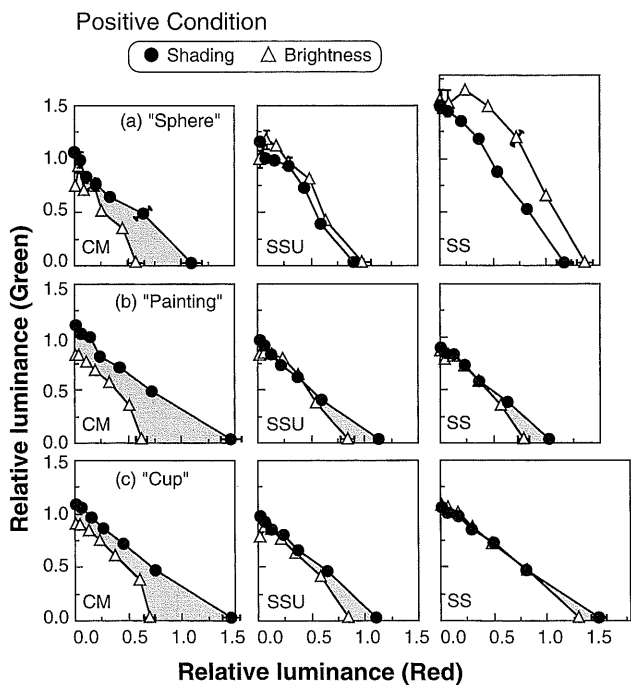 Positive Condition
● Shading △ Brightness
Relative luminance (Green)
1.5
1.0
0.5
0.0
(a) "Sphere"
CM
SSU
SS
1.5
1.0
0.5
0.0
(b) "Painting"
CM
SSU
SS
1.5
1.0
0.5
0.0
(c) "Cup"
CM
SSU
SS
0.0 0.5 1.0 1.5 0.0 0.5 1.0 1.5 0.0 0.5 1.0 1.5
Relative luminance (Red)